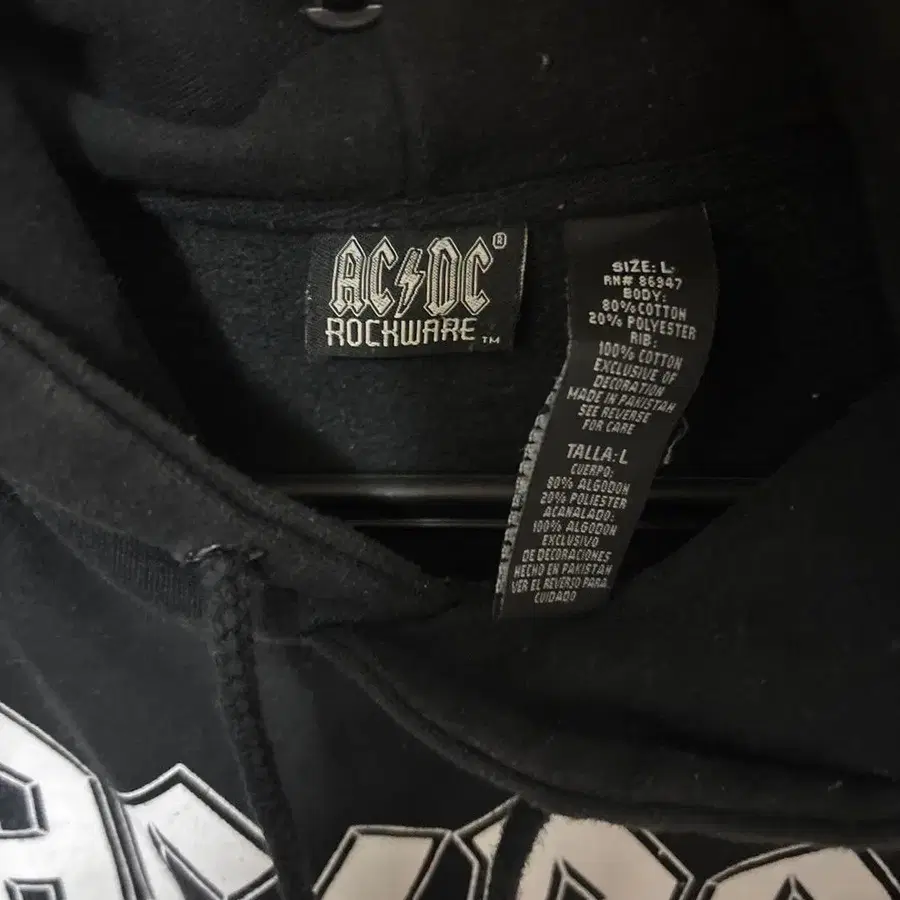 AC⚡DC®
ROCKWARE™
SIZE: L
RN# 86347
BODY:
80% COTTON
20% POLYESTER
RIB:
100% COTTON
EXCLUSIVE OF
DECORATION
MADE IN PAKISTAN
SEE REVERSE
FOR CARE
TALLA: L
CUERPO:
80% ALGODON
20% POLIESTER
ACANALADO:
100% ALGODON
EXCLUSIVO
DE DECORACIONES
HECHO EN PAKISTAN
VER EL REVERSO PARA
CUIDADO